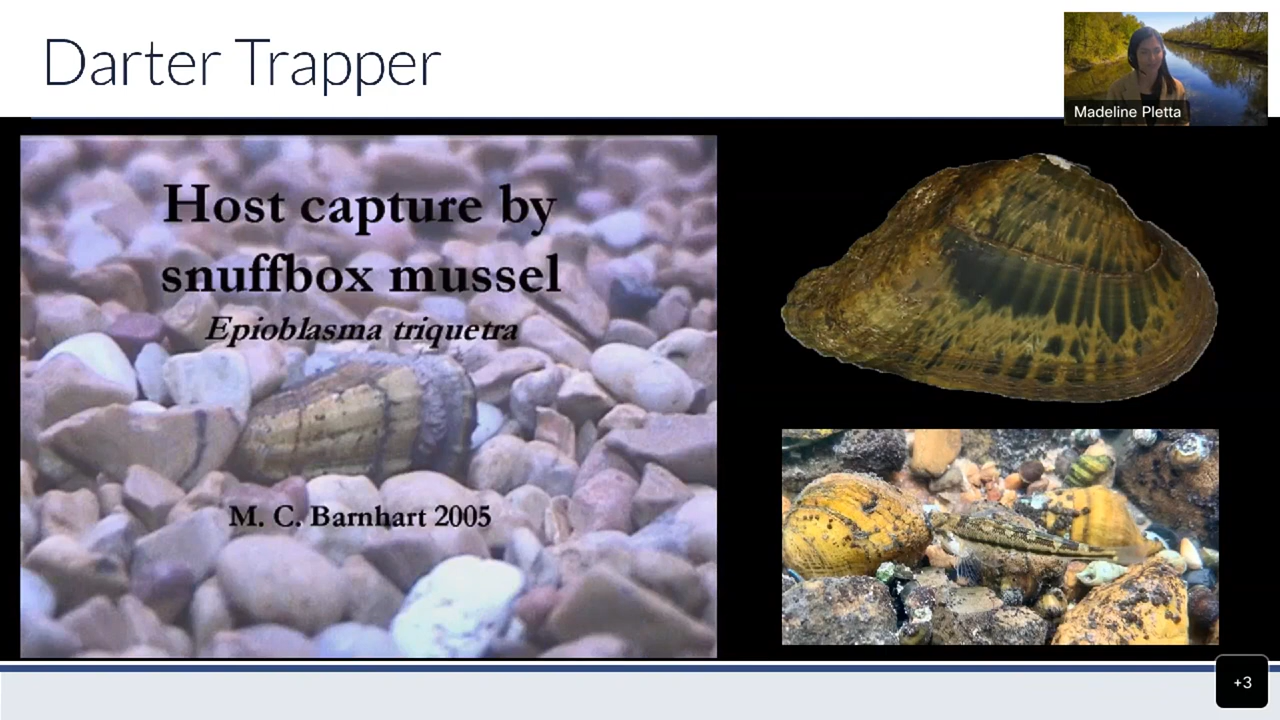 Darter Trapper
Madeline Pletta
Host capture by
snuffbox mussel
Epioblasma triquetra
M. C. Barnhart 2005
+3